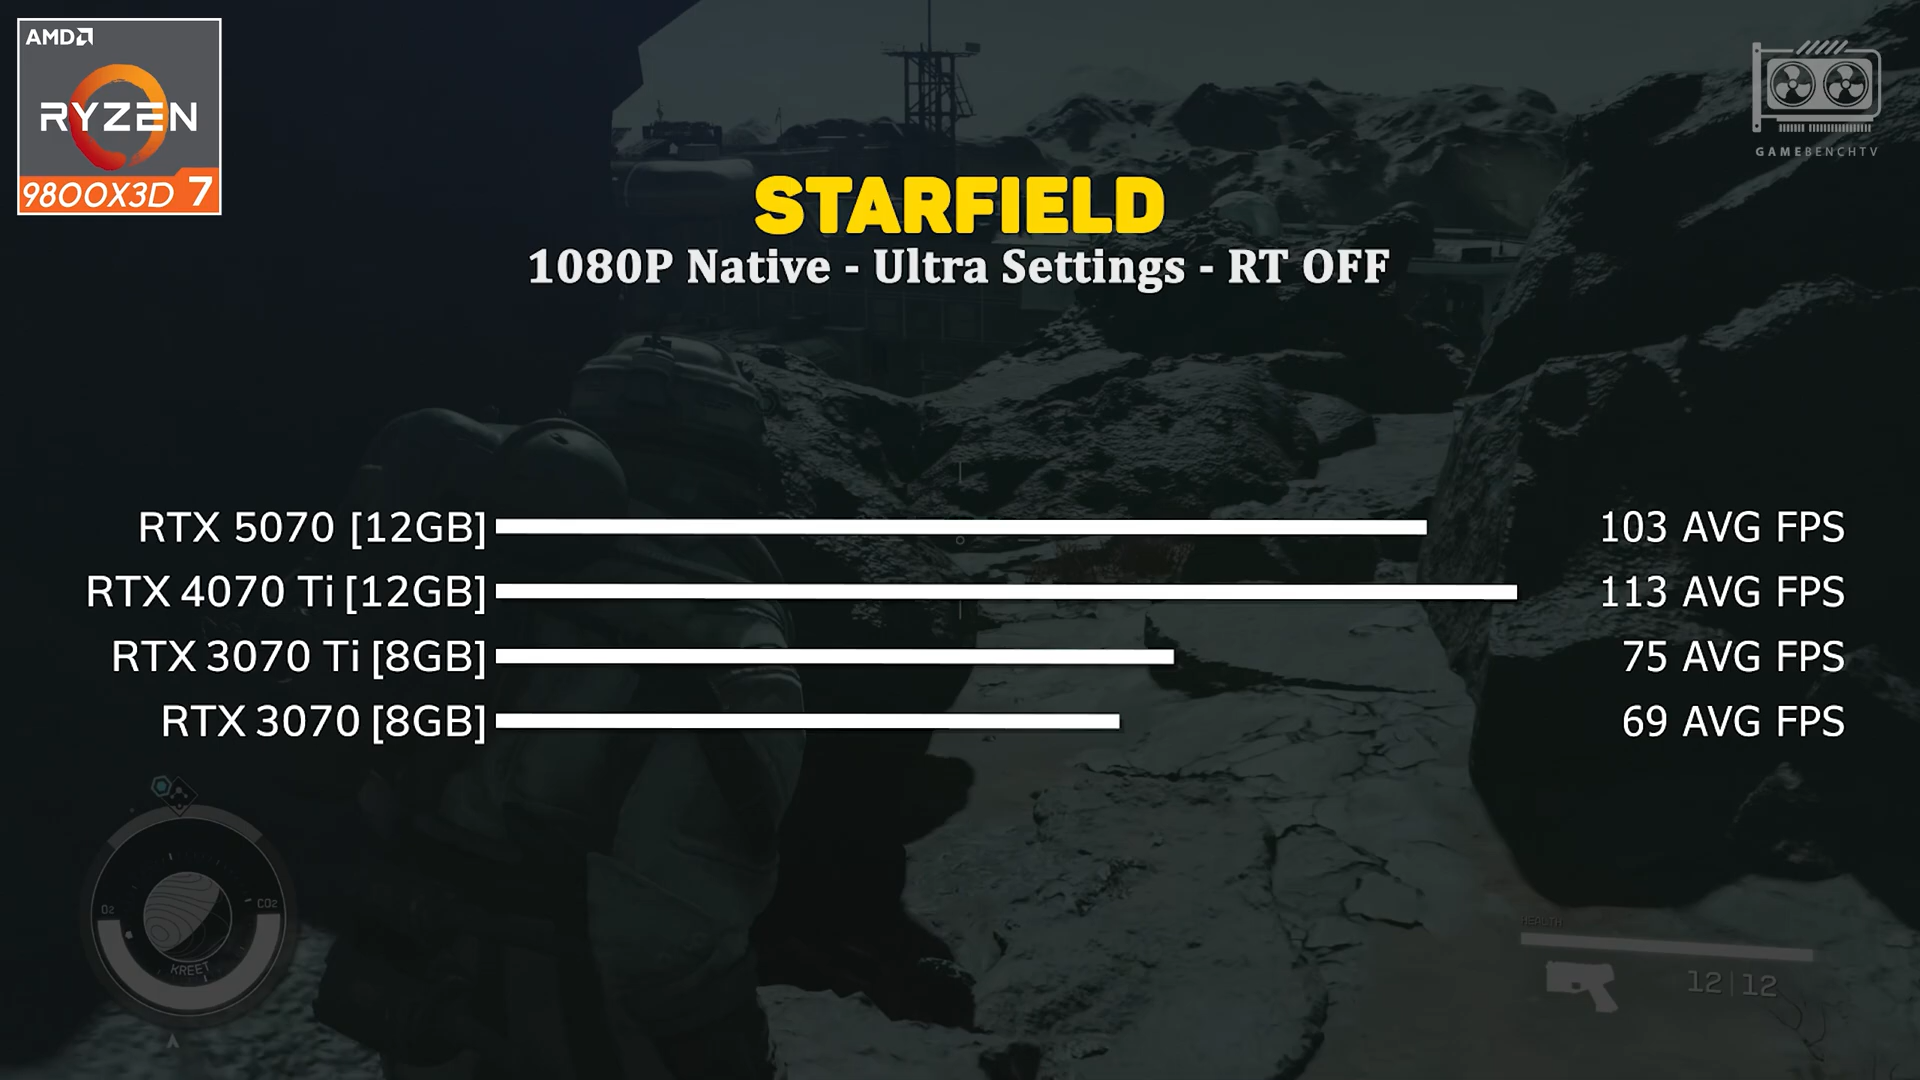 AMD
RYZEN
9800X3D 7
GAMEBENCHTV
STARFIELD
1080P Native - Ultra Settings - RT OFF
RTX 5070 [12GB] 103 AVG FPS
RTX 4070 Ti [12GB] 113 AVG FPS
RTX 3070 Ti [8GB] 75 AVG FPS
RTX 3070 [8GB] 69 AVG FPS
O2
CO2
KREET
HEALTH
12|12